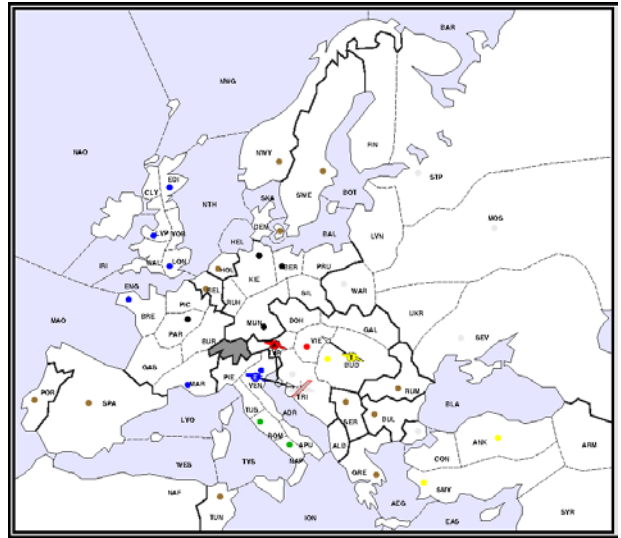 BAR
NWG
NAO
FIN
NWY
STP
SWE
BOT
EDI
CLY
SKA
MOS
NTH
DEN
BAL
LVN
LVP YOR
HEL
IRI
WAL LON
HOL
KIE
BER
PRU
WAR
ENG
BEL
RUH
SIL
UKR
BRE
PIC
MAO
PAR
MUN
BOH
GAL
SEV
BUR
TYR
VIE
BUD
GAS
MAR
PIE
VEN
TRI
RUM
POR
SPA
LYO
TUS
ADR
SER
BUL
BLA
ROM
APU
ALB
ANK
ARM
CON
WES
TYS
NAP
GRE
SMY
NAF
TUN
ION
AEG
EAS
SYR